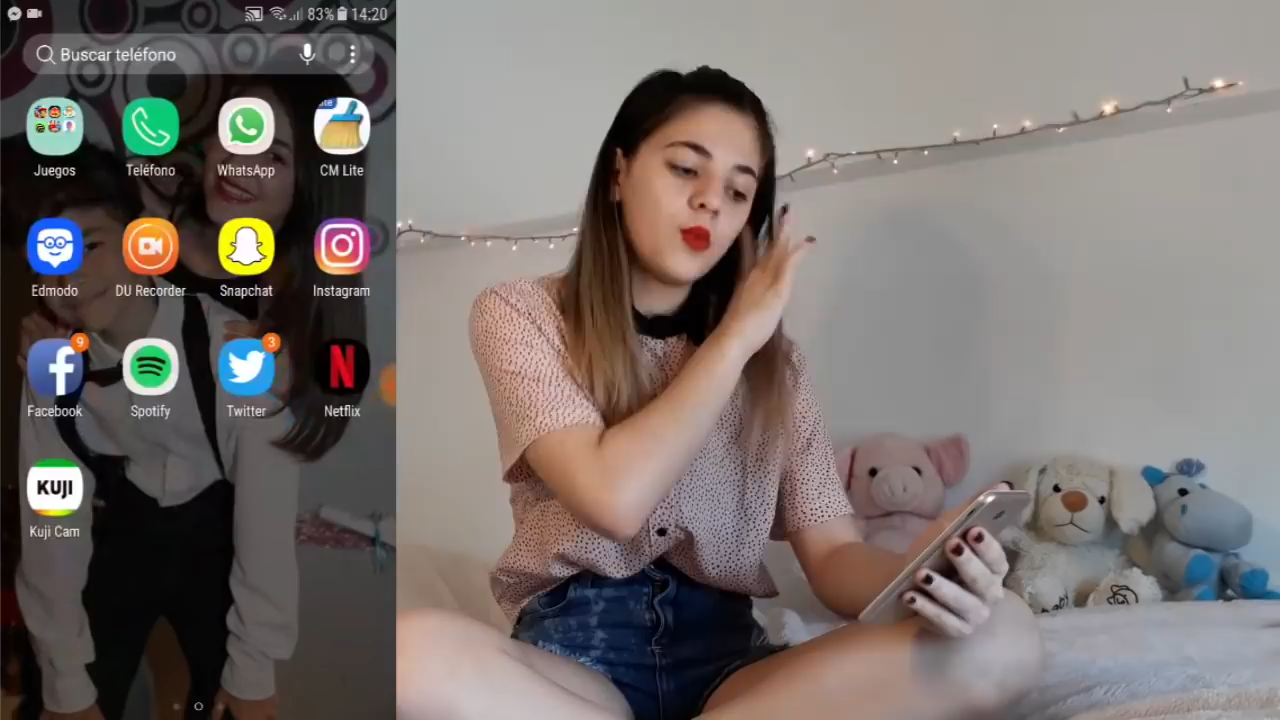 83% 14:20
Buscar teléfono
Juegos Teléfono WhatsApp CM Lite
Edmodo DU Recorder Snapchat Instagram
9 3
N
Facebook Spotify Twitter Netflix
KUJI
Kuji Cam